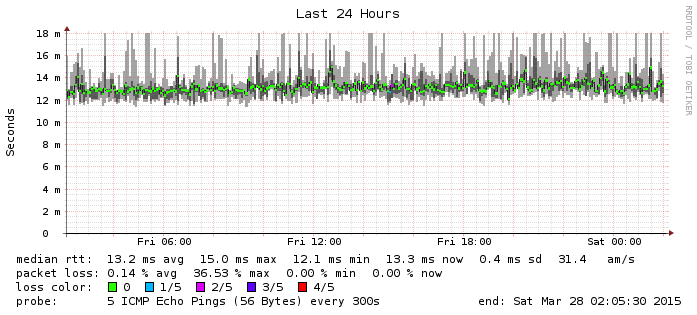 Last 24 Hours
RRDTOOL / TOBI OETIKER
Seconds
18 m
16 m
14 m
12 m
10 m
8 m
6 m
4 m
2 m
0
Fri 06:00 Fri 12:00 Fri 18:00 Sat 00:00
median rtt: 13.2 ms avg 15.0 ms max 12.1 ms min 13.3 ms now 0.4 ms sd 31.4 am/s
packet loss: 0.14 % avg 36.53 % max 0.00 % min 0.00 % now
loss color: 0 1/5 2/5 3/5 4/5
probe: 5 ICMP Echo Pings (56 Bytes) every 300s end: Sat Mar 28 02:05:30 2015